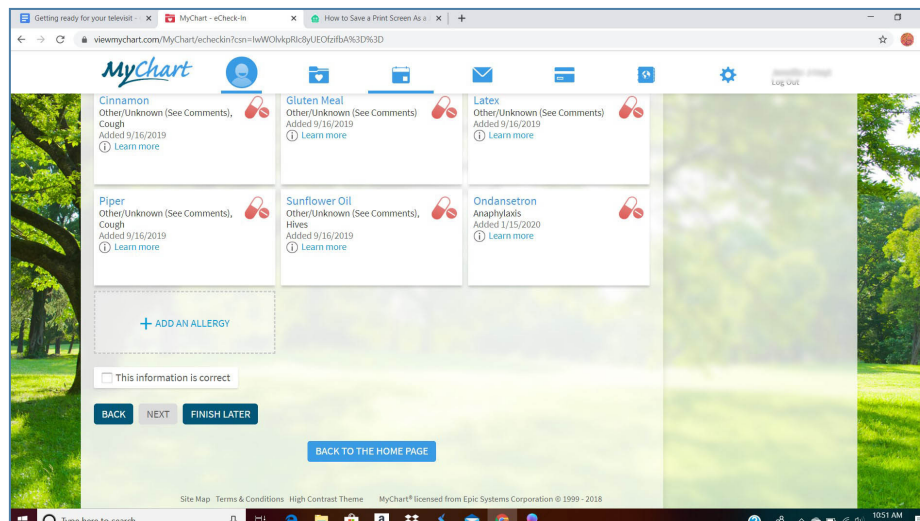 Getting ready for your televisit -
MyChart - eCheck-In
How to Save a Print Screen As a
viewmychart.com/MyChart/echeckin?csn=
MyChart
Log Out
Cinnamon
Other/Unknown (See Comments),
Cough
Added 9/16/2019
Learn more
Gluten Meal
Other/Unknown (See Comments)
Added 9/16/2019
Learn more
Latex
Other/Unknown (See Comments)
Added 9/16/2019
Learn more
Piper
Other/Unknown (See Comments),
Cough
Added 9/16/2019
Learn more
Sunflower Oil
Other/Unknown (See Comments),
Hives
Added 9/16/2019
Learn more
Ondansetron
Anaphylaxis
Added 1/15/2020
Learn more
+ ADD AN ALLERGY
This information is correct
BACK NEXT FINISH LATER
BACK TO THE HOME PAGE
Site Map Terms & Conditions High Contrast Theme MyChart® licensed from Epic Systems Corporation © 1999 - 2018
Type here to search
10:51 AM